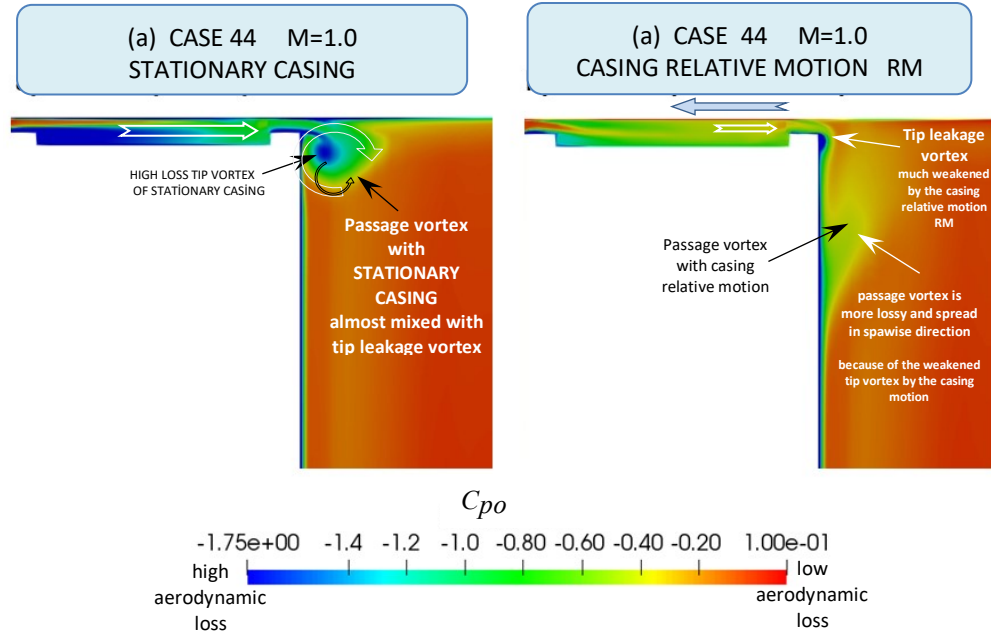 (a) CASE 44 M=1.0
STATIONARY CASING
(a) CASE 44 M=1.0
CASING RELATIVE MOTION RM
HIGH LOSS TIP VORTEX
OF STATİONARY CASİNG
Passage vortex
with
STATIONARY
CASING
almost mixed with
tip leakage vortex
Tip leakage
vortex
much weakened
by the casing
relative motion
RM
Passage vortex
with casing
relative motion
passage vortex is
more lossy and spread
in spawise direction
because of the weakened
tip vortex by the casing
motion
Cpo
-1.75e+00 -1.4 -1.2 -1.0 -0.80 -0.60 -0.40 -0.20 1.00e-01
high
aerodynamic
loss
low
aerodynamic
loss